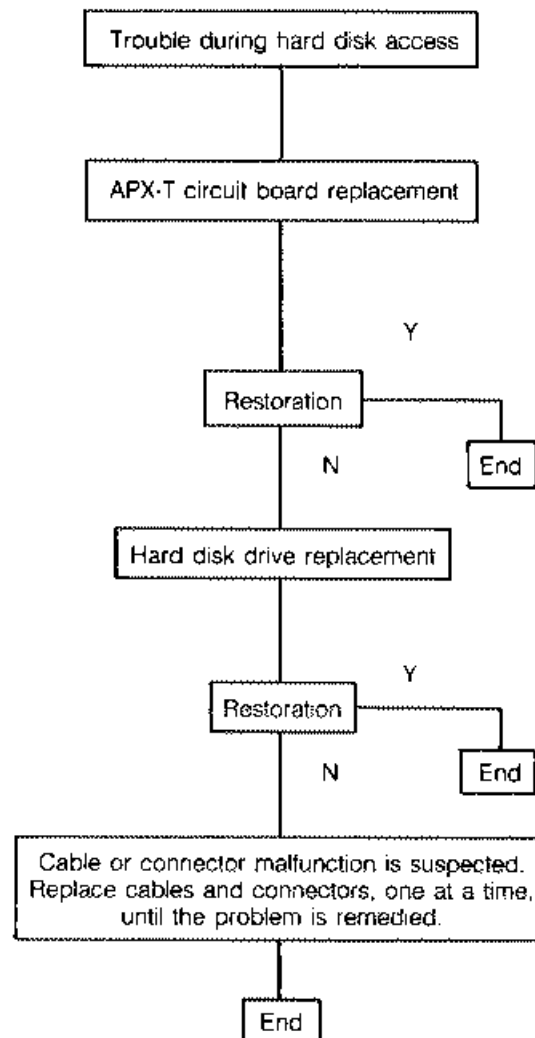 Trouble during hard disk access
APX-T circuit board replacement
Y
Restoration
End
N
Hard disk drive replacement
Y
Restoration
End
N
Cable or connector malfunction is suspected.
Replace cables and connectors, one at a time,
until the problem is remedied.
End